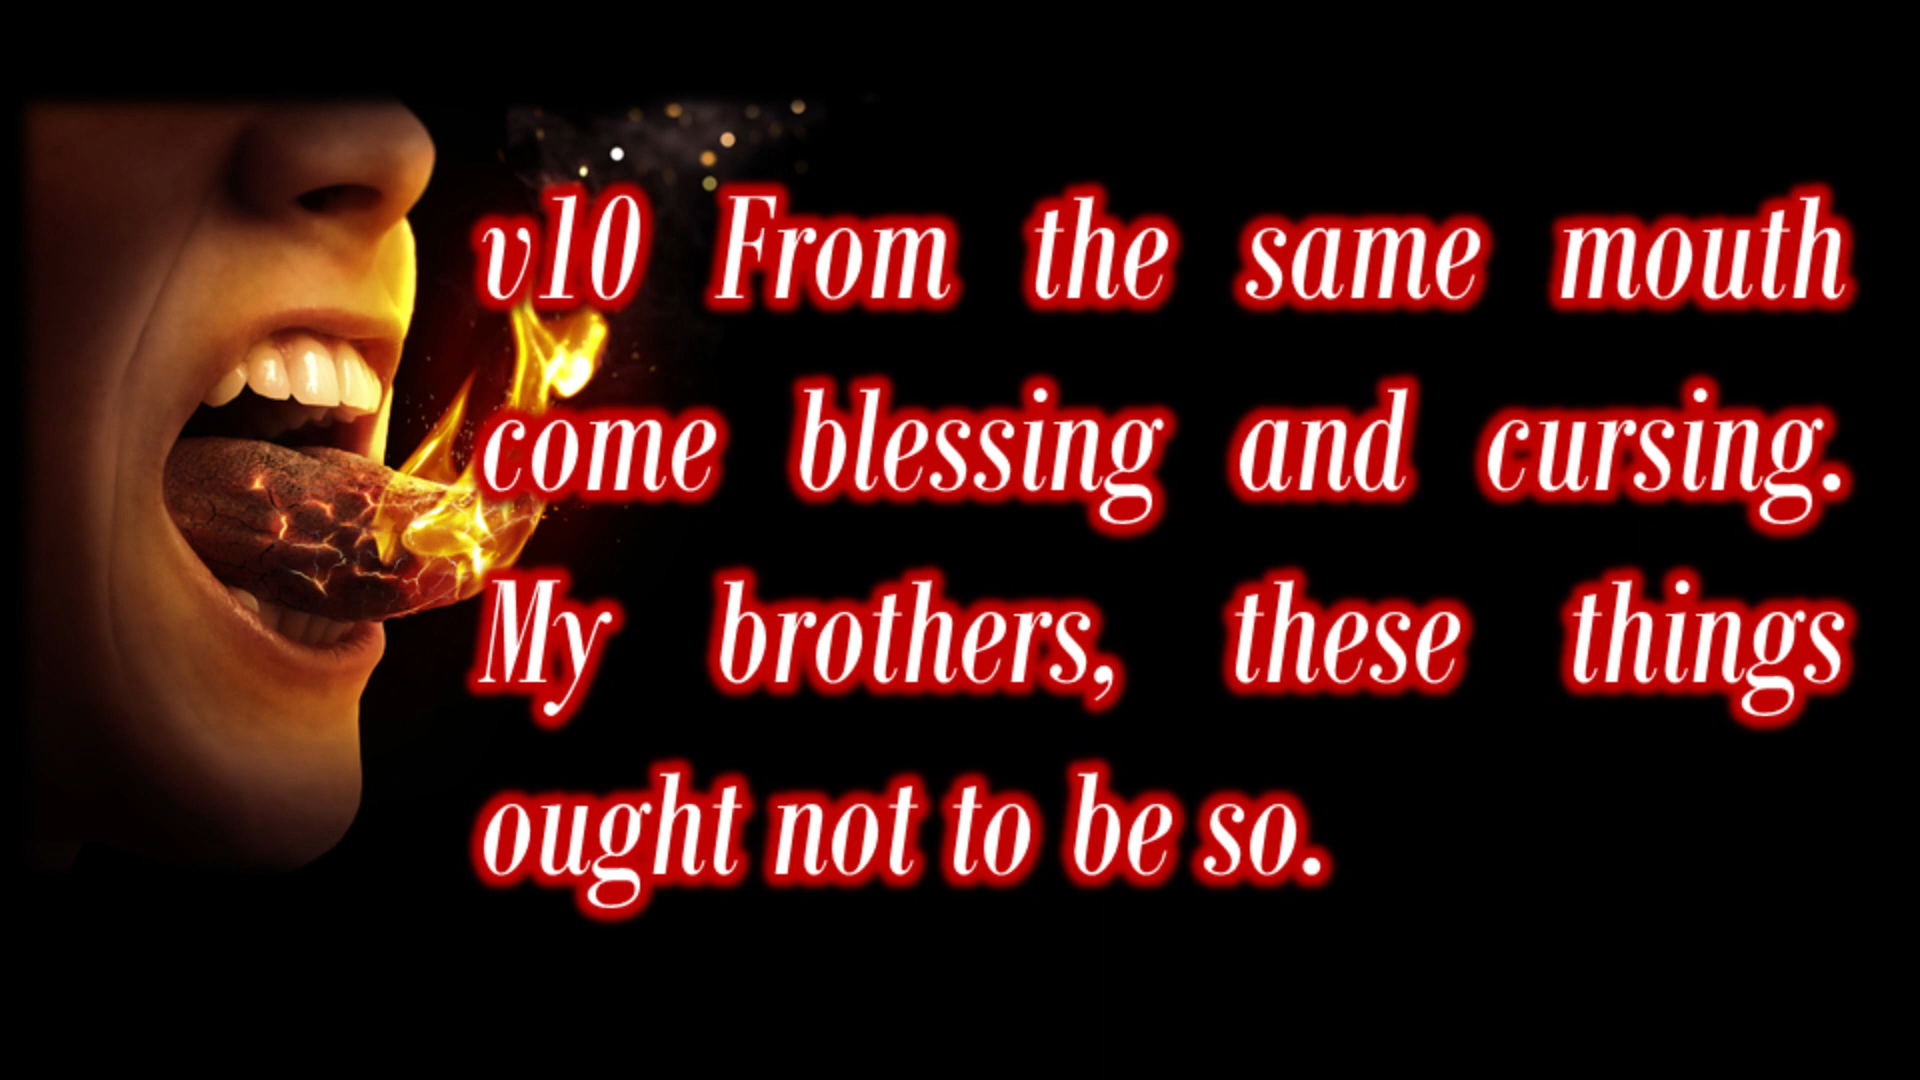 v10 From the same mouth
come blessing and cursing.
My brothers, these things
ought not to be so.